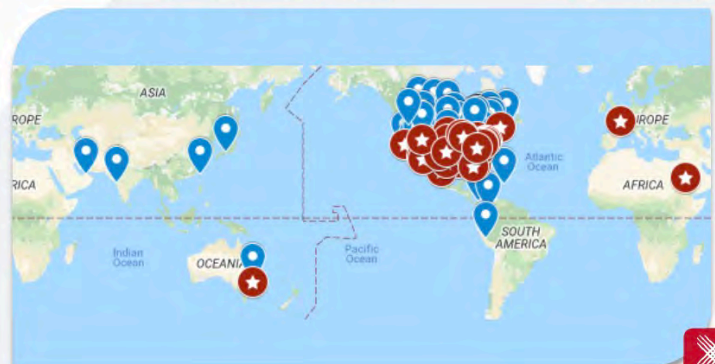 ASIA
ROPE
ROPE
Atlantic
Ocean
RICA
AFRICA
SOUTH
AMERICA
Indian
Ocean
OCEANIA
Pacific
Ocean